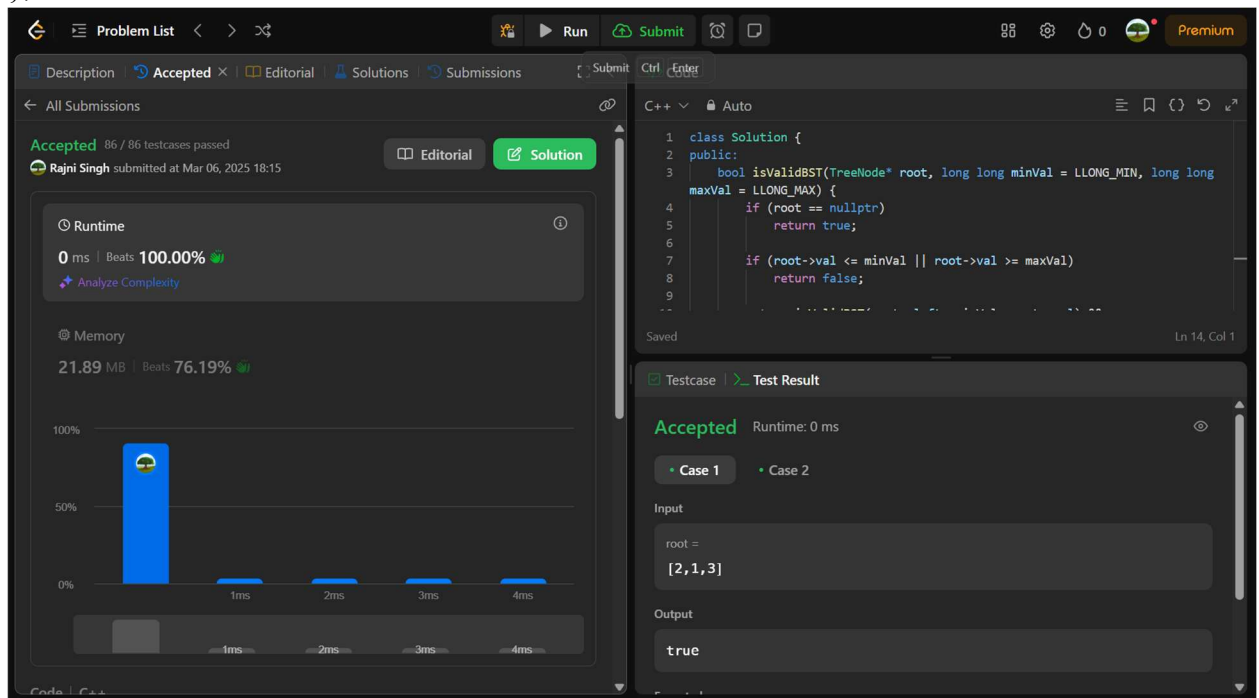 Problem List
Run
Submit
0
Premium
Description
Accepted
Editorial
Solutions
Submissions
Submit Ctrl Enter
Code
All Submissions
Accepted 86 / 86 testcases passed
Rajni Singh submitted at Mar 06, 2025 18:15
Editorial
Solution
Runtime
0 ms Beats 100.00%
Analyze Complexity
Memory
21.89 MB Beats 76.19%
100%
50%
0%
1ms 2ms 3ms 4ms
1ms 2ms 3ms 4ms
Code C++
C++ Auto
1 class Solution {
2 public:
3 bool isValidBST(TreeNode* root, long long minVal = LLONG_MIN, long long
maxVal = LLONG_MAX) {
4 if (root == nullptr)
5 return true;
6
7 if (root->val <= minVal || root->val >= maxVal)
8 return false;
9
Saved
Ln 14, Col 1
Testcase
>_ Test Result
Accepted Runtime: 0 ms
• Case 1
• Case 2
Input
root =
[2,1,3]
Output
true